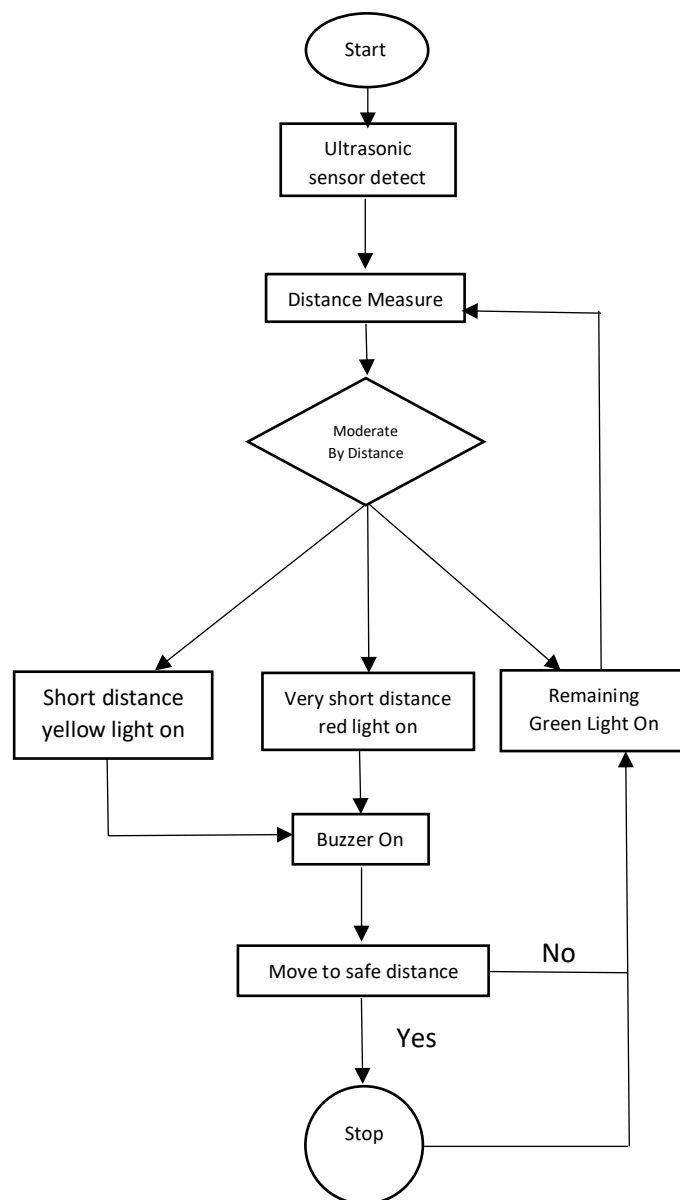 Start
Ultrasonic
sensor detect
Distance Measure
Moderate
By Distance
Short distance
yellow light on
Very short distance
red light on
Remaining
Green Light On
Buzzer On
Move to safe distance
No
Yes
Stop